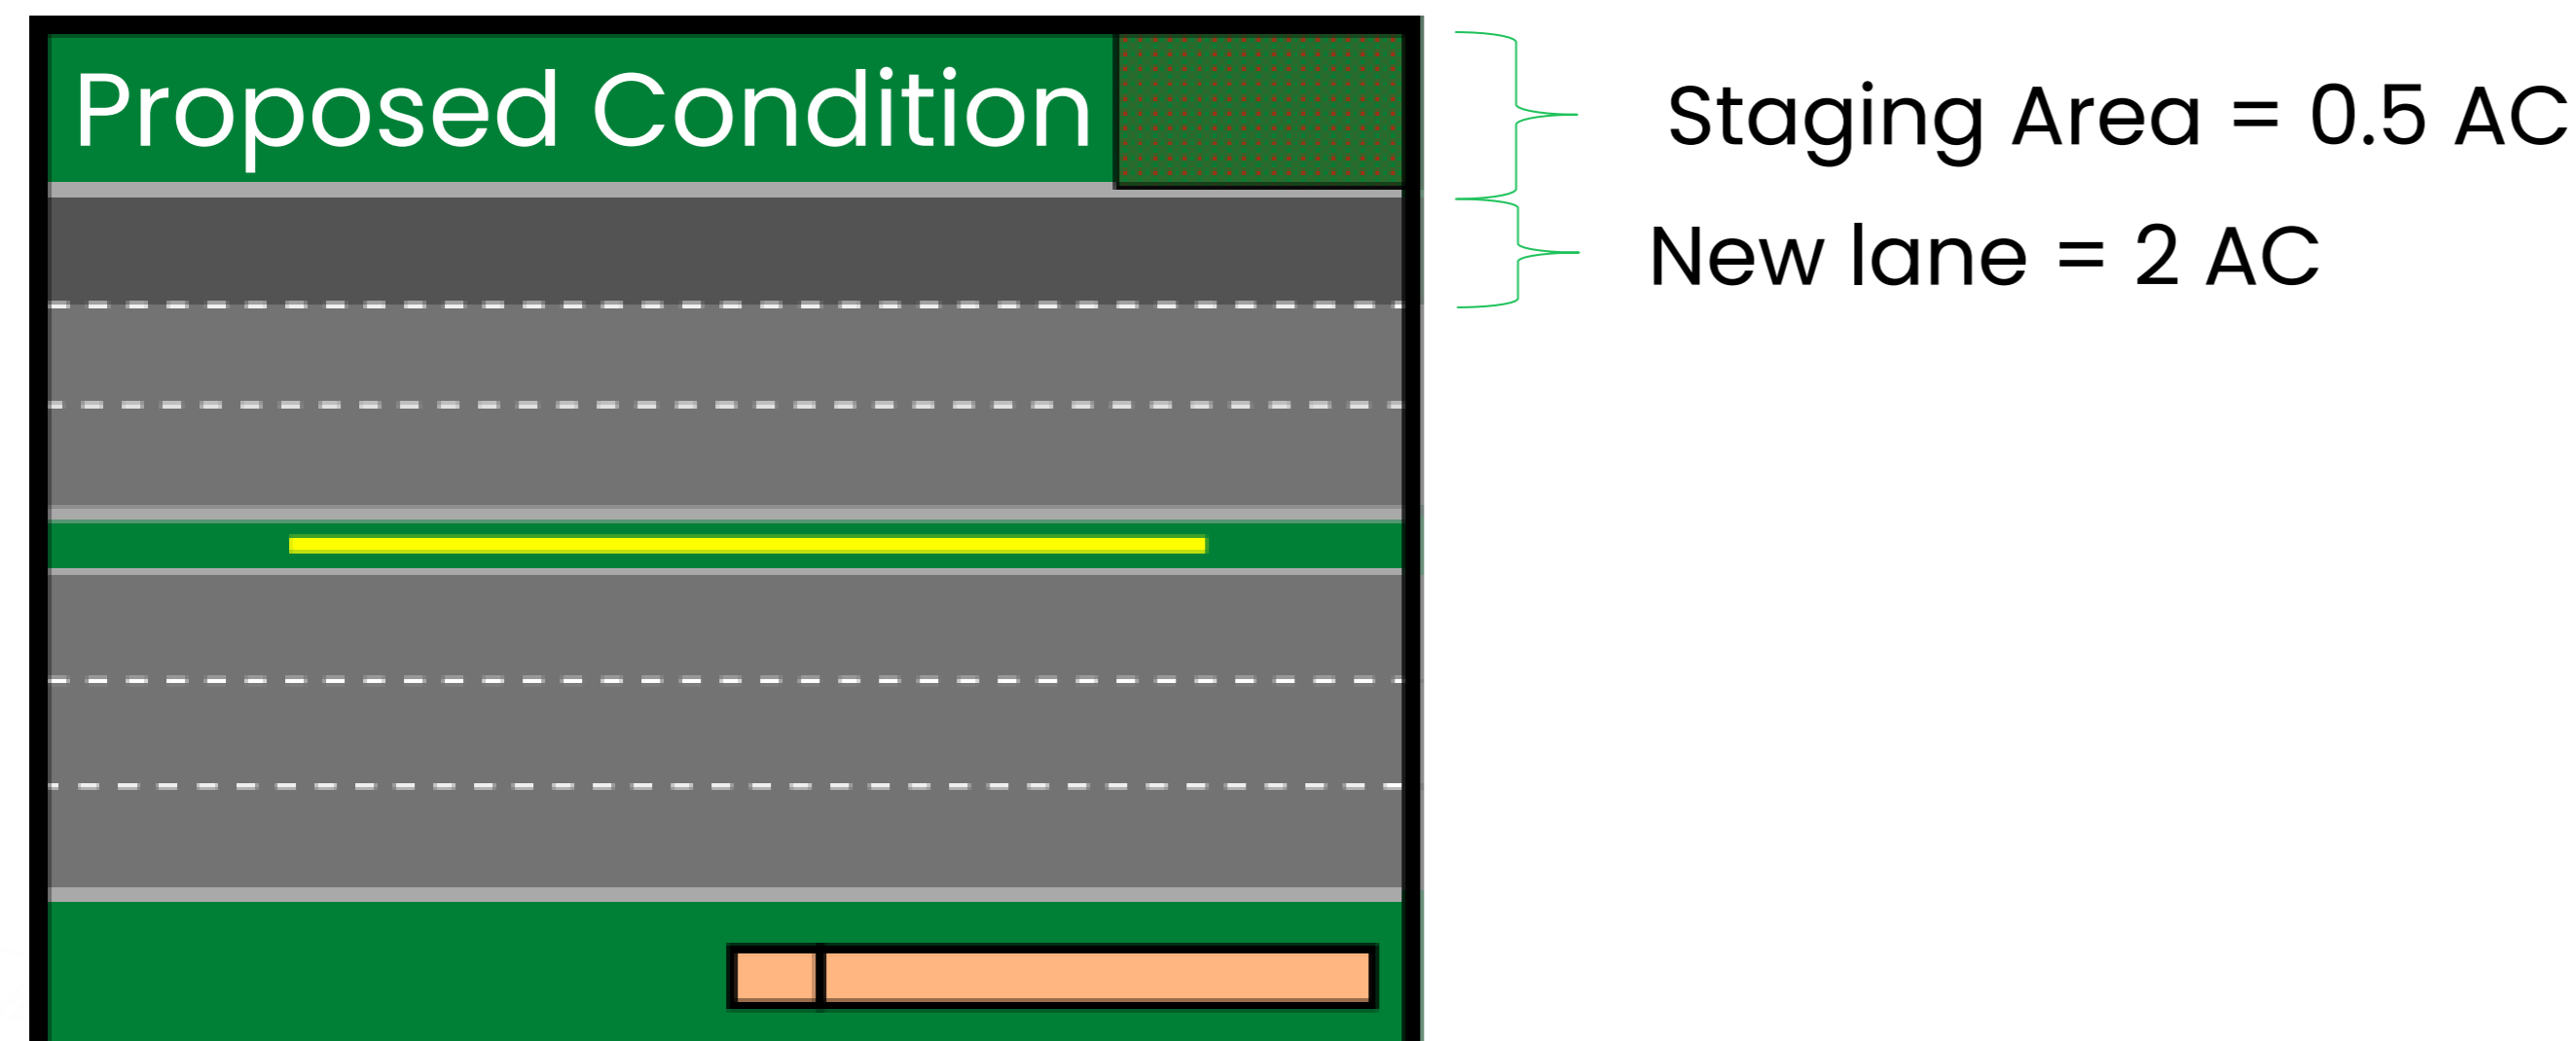 Proposed Condition
Staging Area = 0.5 AC
New lane = 2 AC